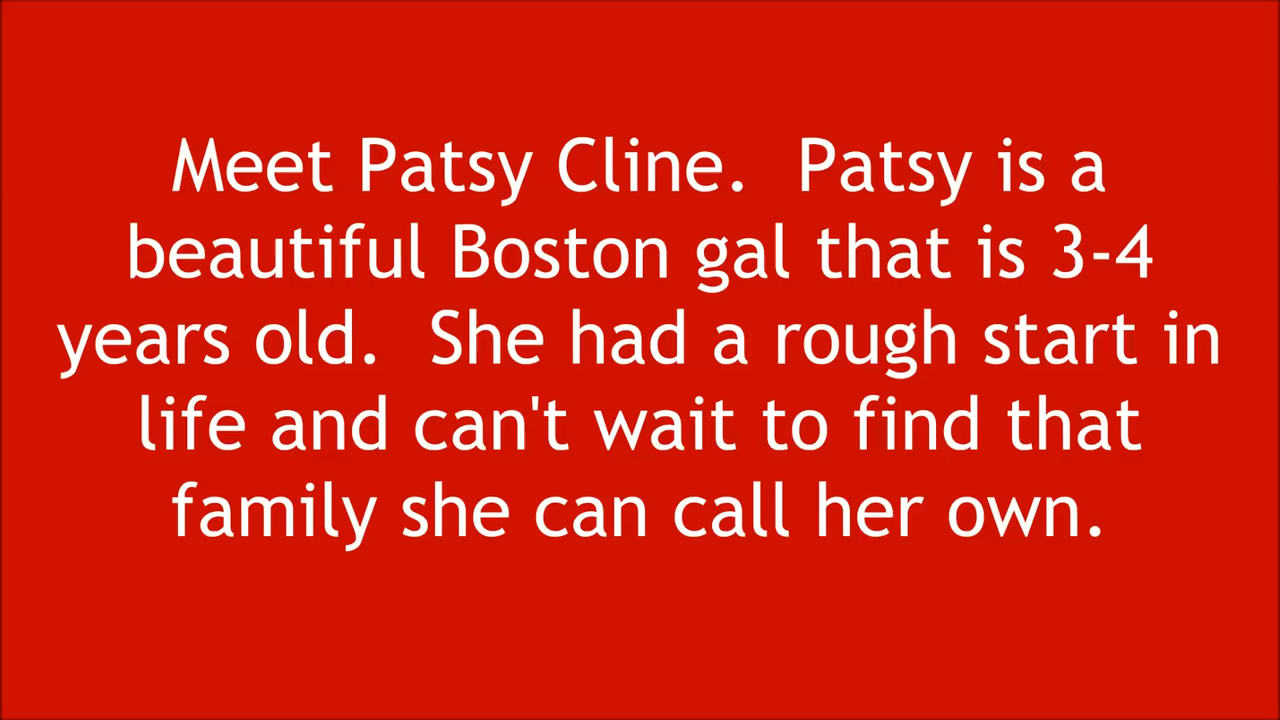 Meet Patsy Cline.  Patsy is a
beautiful Boston gal that is 3-4
years old.  She had a rough start in
life and can't wait to find that
family she can call her own.